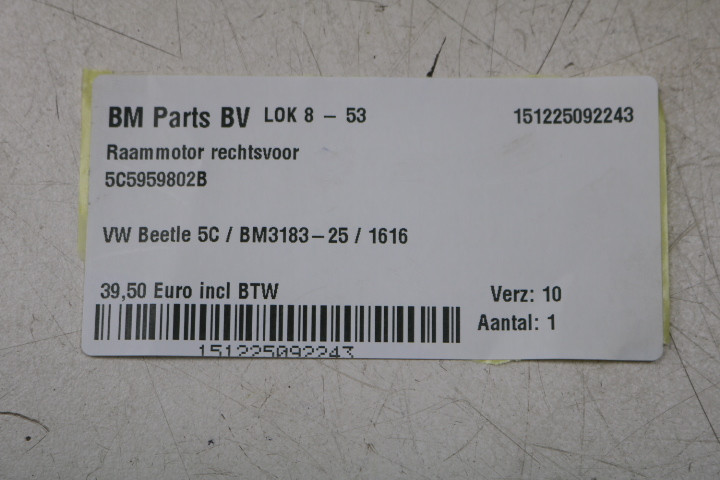 BM Parts BV LOK 8 - 53 151225092243
Raammotor rechtsvoor
5C5959802B
VW Beetle 5C / BM3183-25 / 1616
39,50 Euro incl BTW Verz: 10
Aantal: 1
151225092243